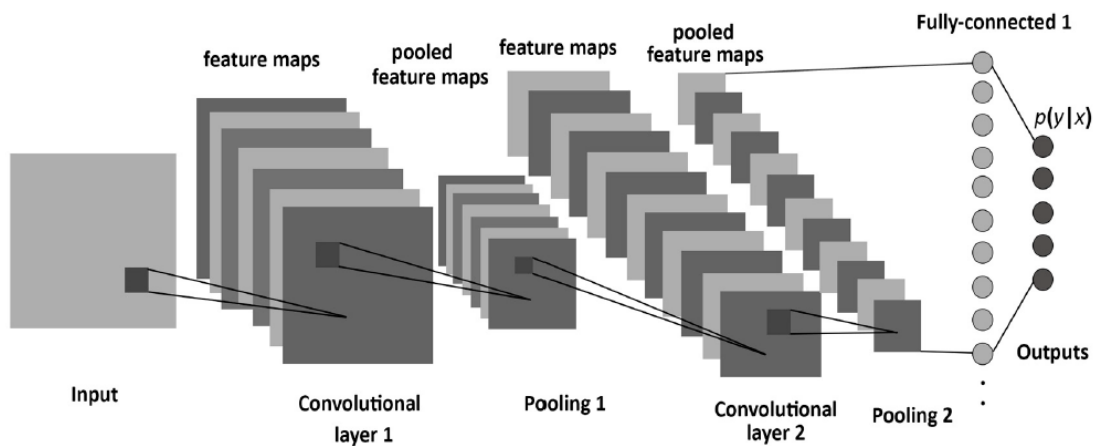 Fully-connected 1
feature maps
pooled
feature maps
feature maps
pooled
feature maps
p(y|x)
Input
Convolutional
layer 1
Pooling 1
Convolutional
layer 2
Pooling 2
Outputs